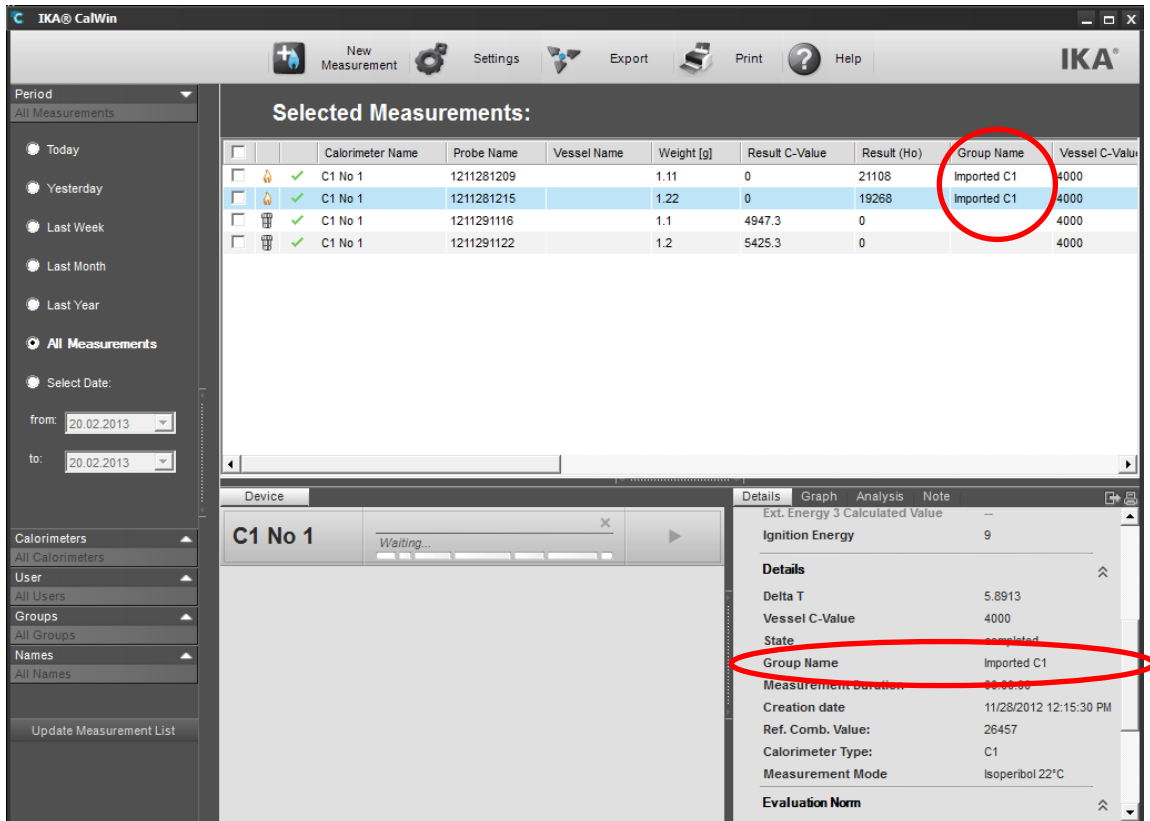 IKA® CalWin
New Measurement Settings Export Print Help IKA®
Period
All Measurements
Today
Yesterday
Last Week
Last Month
Last Year
All Measurements
Select Date:
from: 20.02.2013
to: 20.02.2013
Calorimeters
All Calorimeters
User
All Users
Groups
All Groups
Names
All Names
Update Measurement List
Selected Measurements:
Calorimeter Name Probe Name Vessel Name Weight [g] Result C-Value Result (Ho) Group Name Vessel C-Value
C1 No 1 1211281209 1.11 0 21108 Imported C1 4000
C1 No 1 1211281215 1.22 0 19268 Imported C1 4000
C1 No 1 1211291116 1.1 4947.3 0 4000
C1 No 1 1211291122 1.2 5425.3 0 4000
Device
C1 No 1 Waiting...
Details Graph Analysis Note
Ext. Energy 3 Calculated Value --
Ignition Energy 9
Details
Delta T 5.8913
Vessel C-Value 4000
State completed
Group Name Imported C1
Measurement Duration 00:00:00
Creation date 11/28/2012 12:15:30 PM
Ref. Comb. Value: 26457
Calorimeter Type: C1
Measurement Mode Isoperibol 22°C
Evaluation Norm